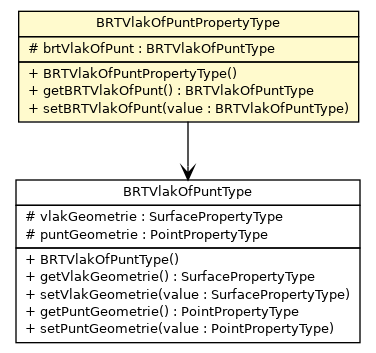 BRTVlakOfPuntPropertyType
# brtVlakOfPunt : BRTVlakOfPuntType
+ BRTVlakOfPuntPropertyType()
+ getBRTVlakOfPunt() : BRTVlakOfPuntType
+ setBRTVlakOfPunt(value : BRTVlakOfPuntType)
BRTVlakOfPuntType
# vlakGeometrie : SurfacePropertyType
# puntGeometrie : PointPropertyType
+ BRTVlakOfPuntType()
+ getVlakGeometrie() : SurfacePropertyType
+ setVlakGeometrie(value : SurfacePropertyType)
+ getPuntGeometrie() : PointPropertyType
+ setPuntGeometrie(value : PointPropertyType)